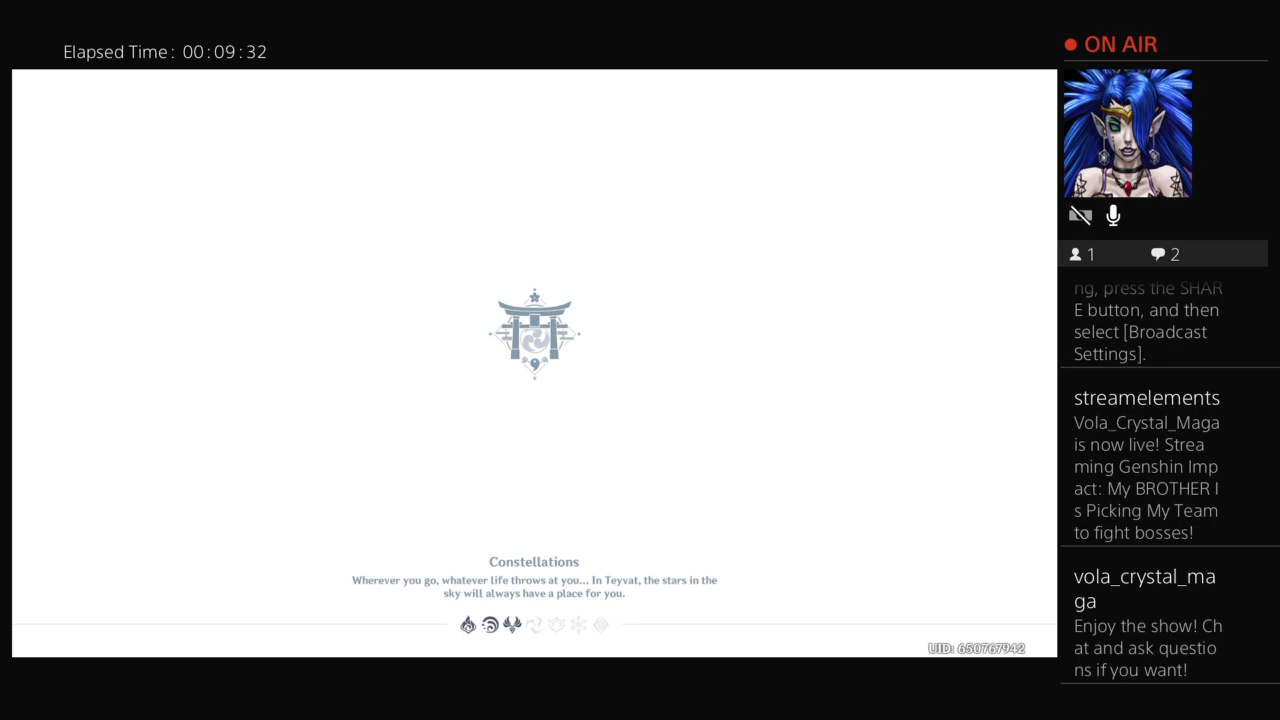 Elapsed Time: 00:09:32
ON AIR
1
2
ng, press the SHAR
E button, and then
select [Broadcast
Settings].
streamelements
Vola_Crystal_Maga
is now live! Strea
ming Genshin Imp
act: My BROTHER I
s Picking My Team
to fight bosses!
vola_crystal_ma
ga
Enjoy the show! Ch
at and ask questio
ns if you want!
Constellations
Wherever you go, whatever life throws at you... In Teyvat, the stars in the
sky will always have a place for you.
UID: 650767942